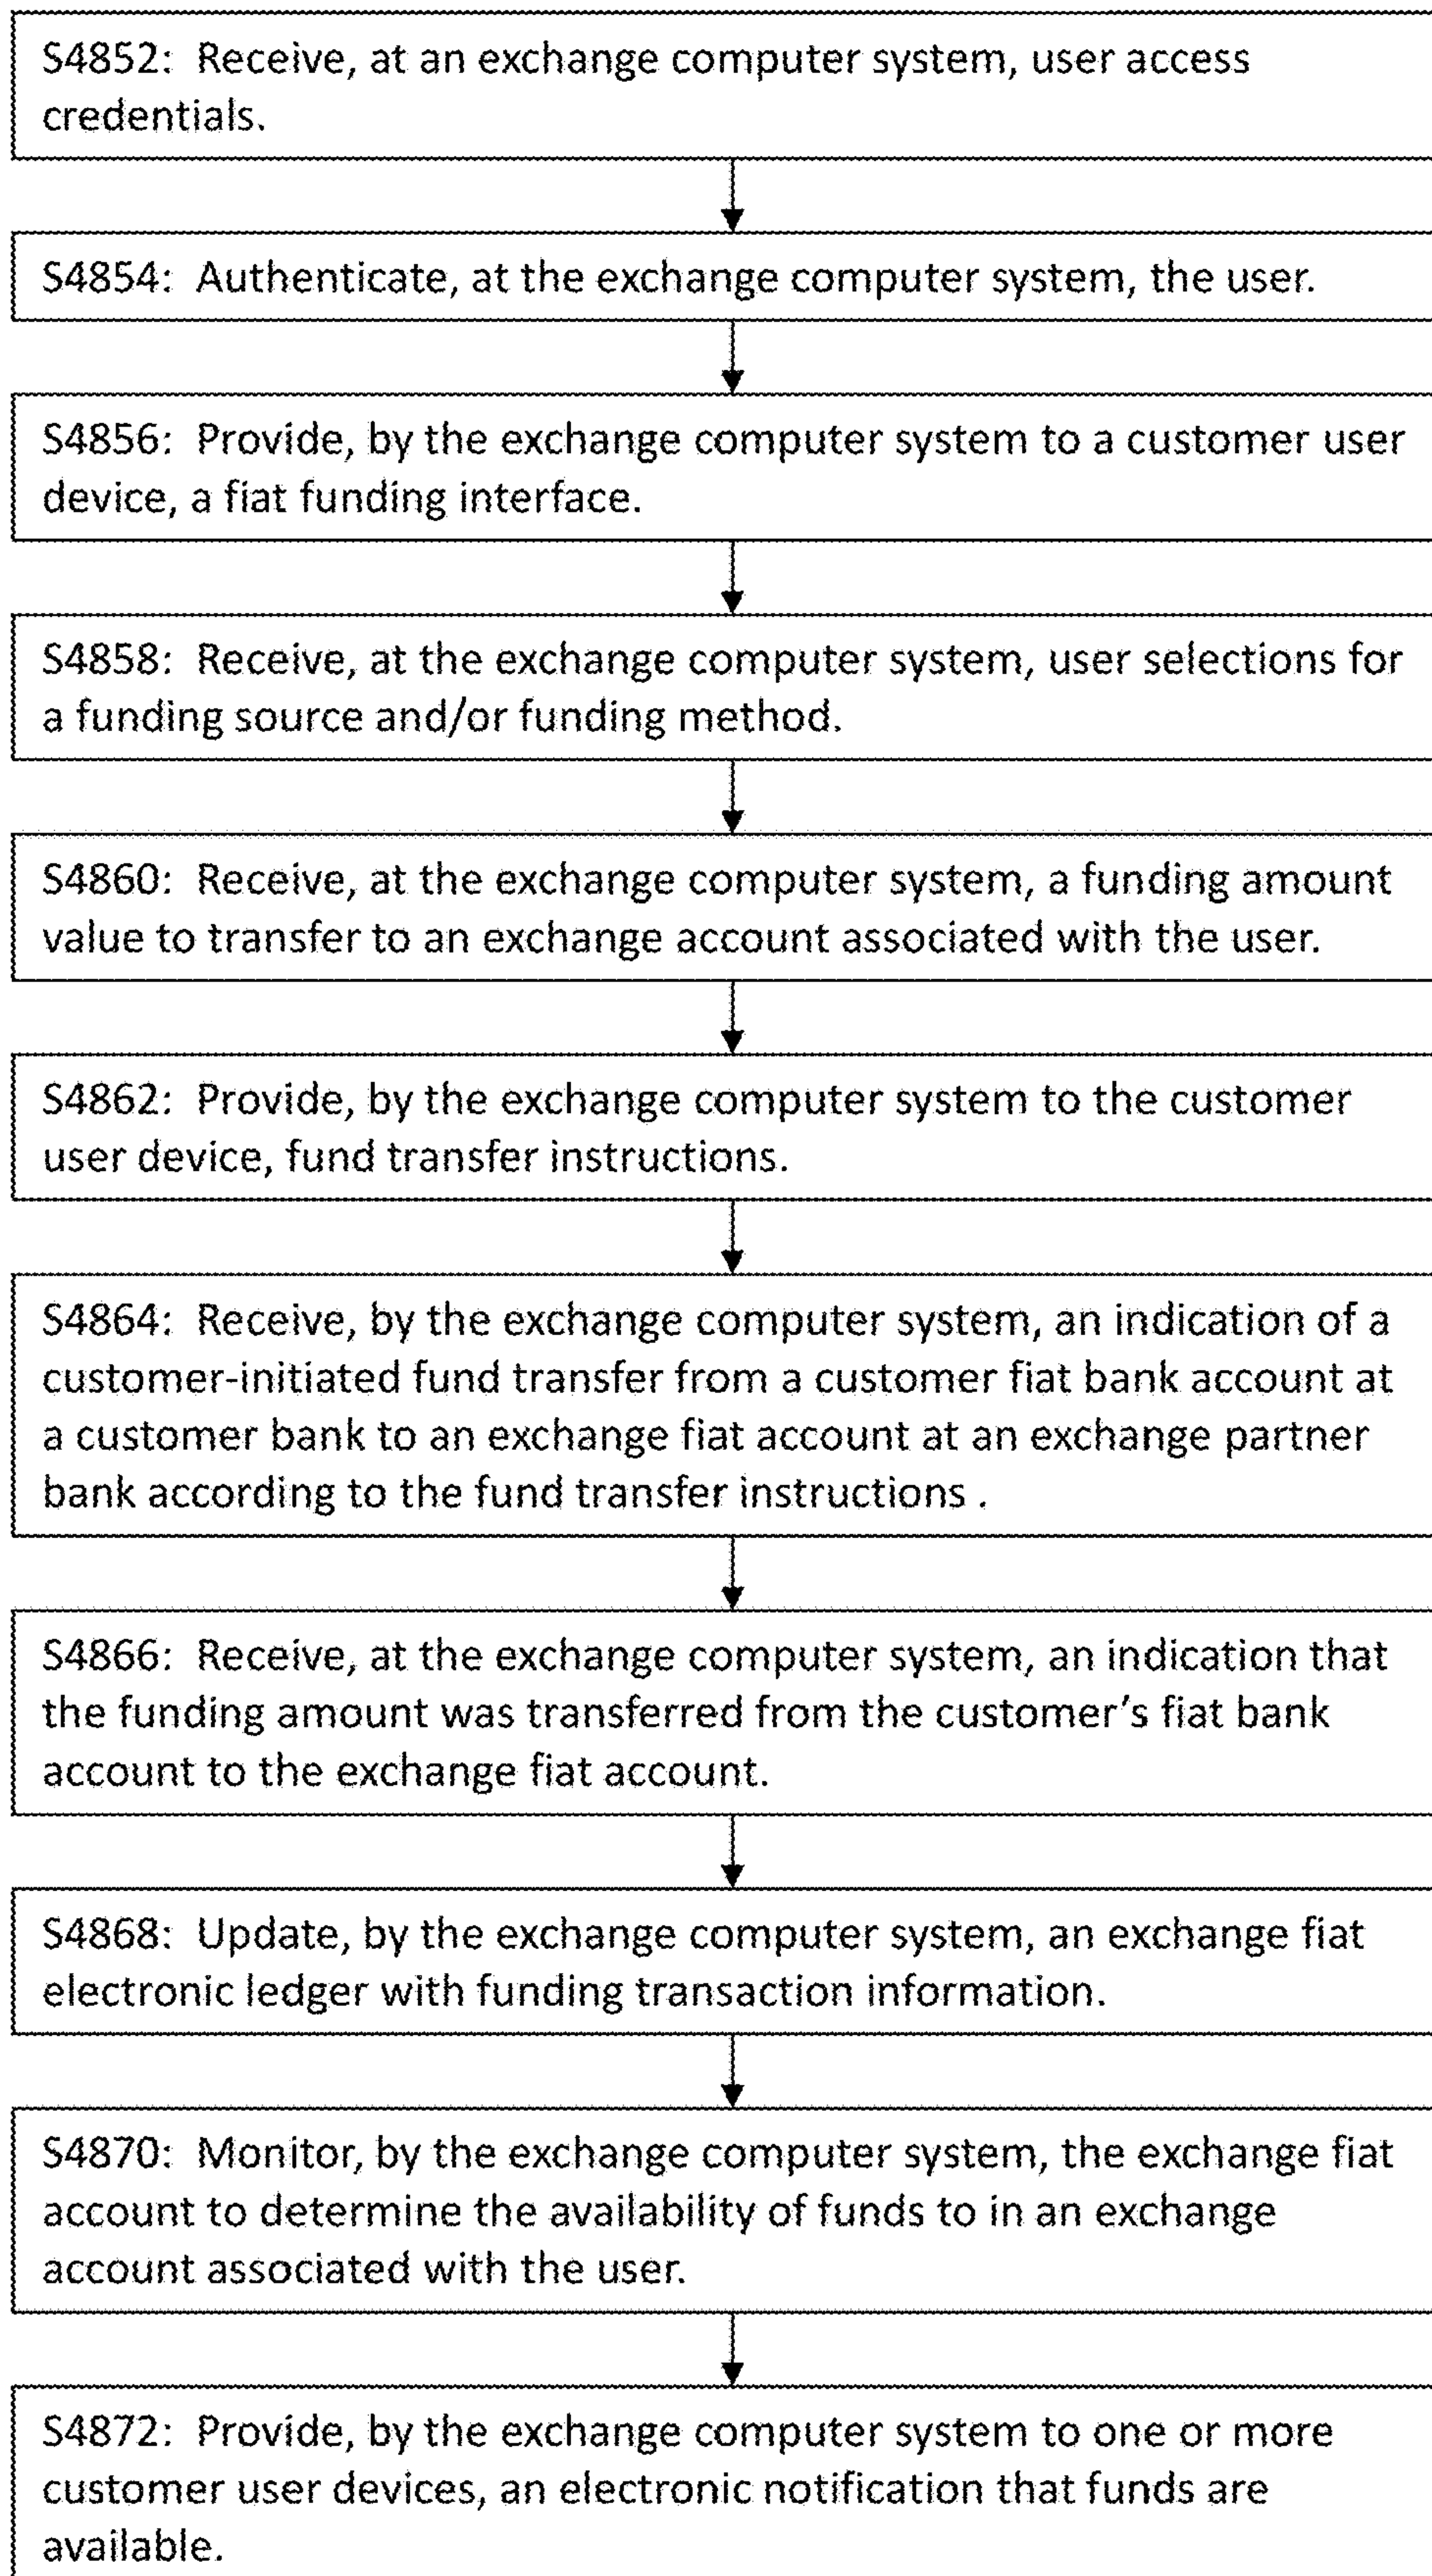 S4852: Receive, at an exchange computer system, user access
credentials.
S4854: Authenticate, at the exchange computer system, the user.
S4856: Provide, by the exchange computer system to a customer user
device, a fiat funding interface.
S4858: Receive, at the exchange computer system, user selections for
a funding source and/or funding method.
S4860: Receive, at the exchange computer system, a funding amount
value to transfer to an exchange account associated with the user.
S4862: Provide, by the exchange computer system to the customer
user device, fund transfer instructions.
S4864: Receive, by the exchange computer system, an indication of a
customer-initiated fund transfer from a customer fiat bank account at
a customer bank to an exchange fiat account at an exchange partner
bank according to the fund transfer instructions .
S4866: Receive, at the exchange computer system, an indication that
the funding amount was transferred from the customer's fiat bank
account to the exchange fiat account.
S4868: Update, by the exchange computer system, an exchange fiat
electronic ledger with funding transaction information.
S4870: Monitor, by the exchange computer system, the exchange fiat
account to determine the availability of funds to in an exchange
account associated with the user.
S4872: Provide, by the exchange computer system to one or more
customer user devices, an electronic notification that funds are
available.